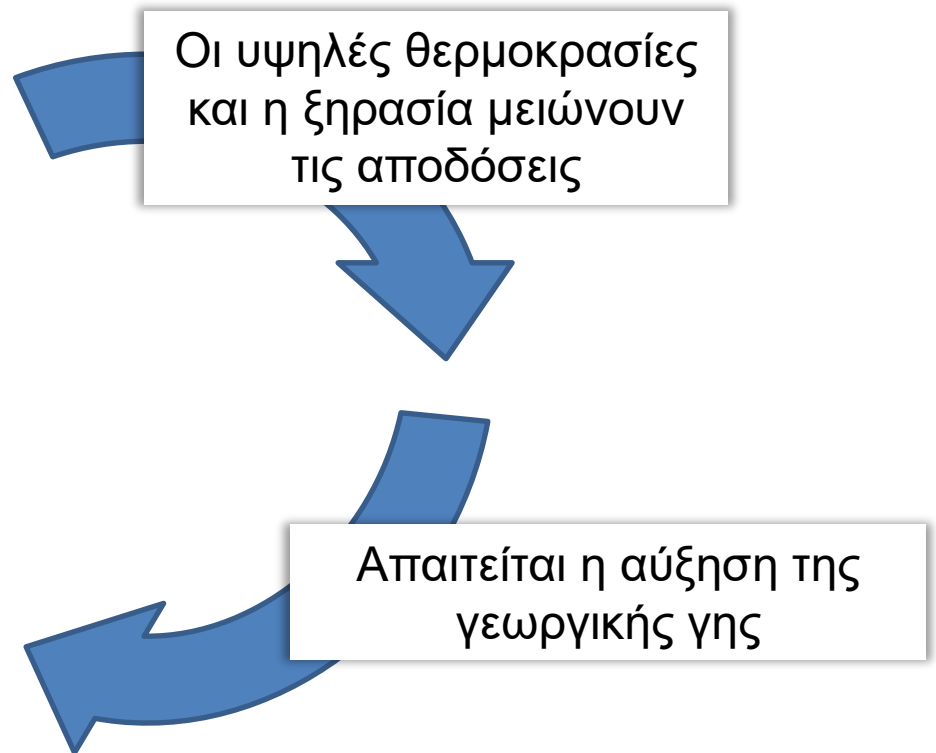 Οι υψηλές θερμοκρασίες
και η ξηρασία μειώνουν
τις αποδόσεις
Απαιτείται η αύξηση της
γεωργικής γης